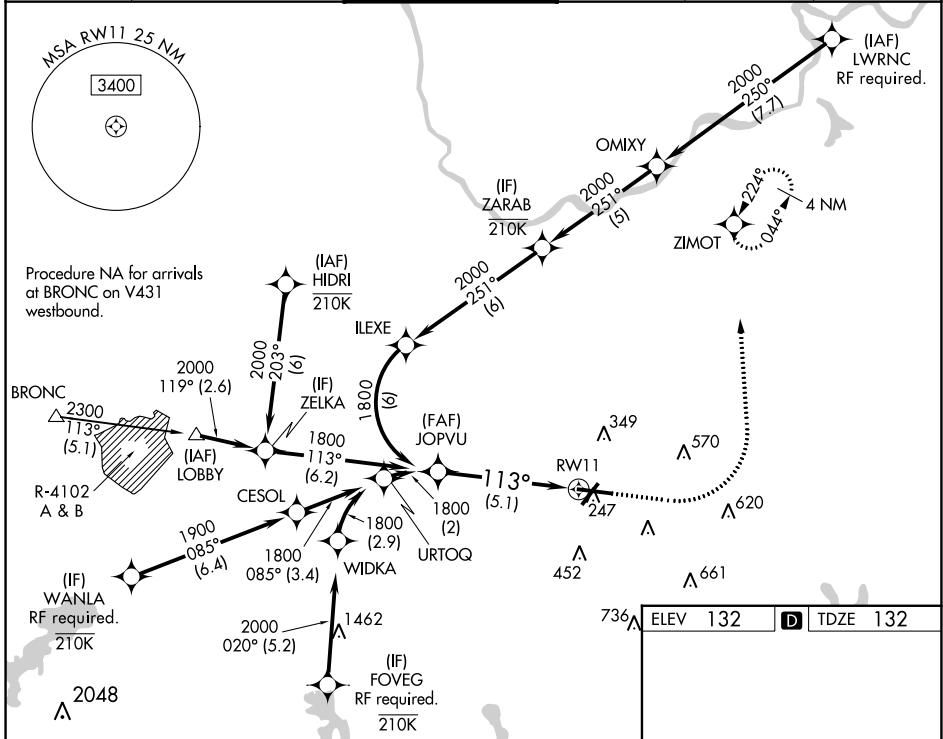 MSA RW11 25 NM
3400
(IAF)
LWRNC
RF required.
2000
250°
(7.7)
OMIXY
2000
251°
(5)
(IF)
ZARAB
210K
224°
044°
4 NM
ZIMOT
Procedure NA for arrivals
at BRONC on V431
westbound.
(IAF)
HIDRI
210K
2000
251°
(6)
ILEXE
2000
203°
(6)
2000
119° (2.6)
(IF)
ZELKA
1800
(6)
BRONC
2300
113°
(5.1)
(IAF)
LOBBY
1800
113°
(6.2)
(FAF)
JOPVU
113°
(5.1)
RW11
247
349
570
620
R-4102
A & B
CESOL
1800
(2)
URTOQ
1900
085°
(6.4)
1800
085° (3.4)
1800
(2.9)
WIDKA
452
661
(IF)
WANLA
RF required.
210K
2000
020° (5.2)
1462
736
(IF)
FOVEG
RF required.
210K
2048
ELEV 132 D TDZE 132